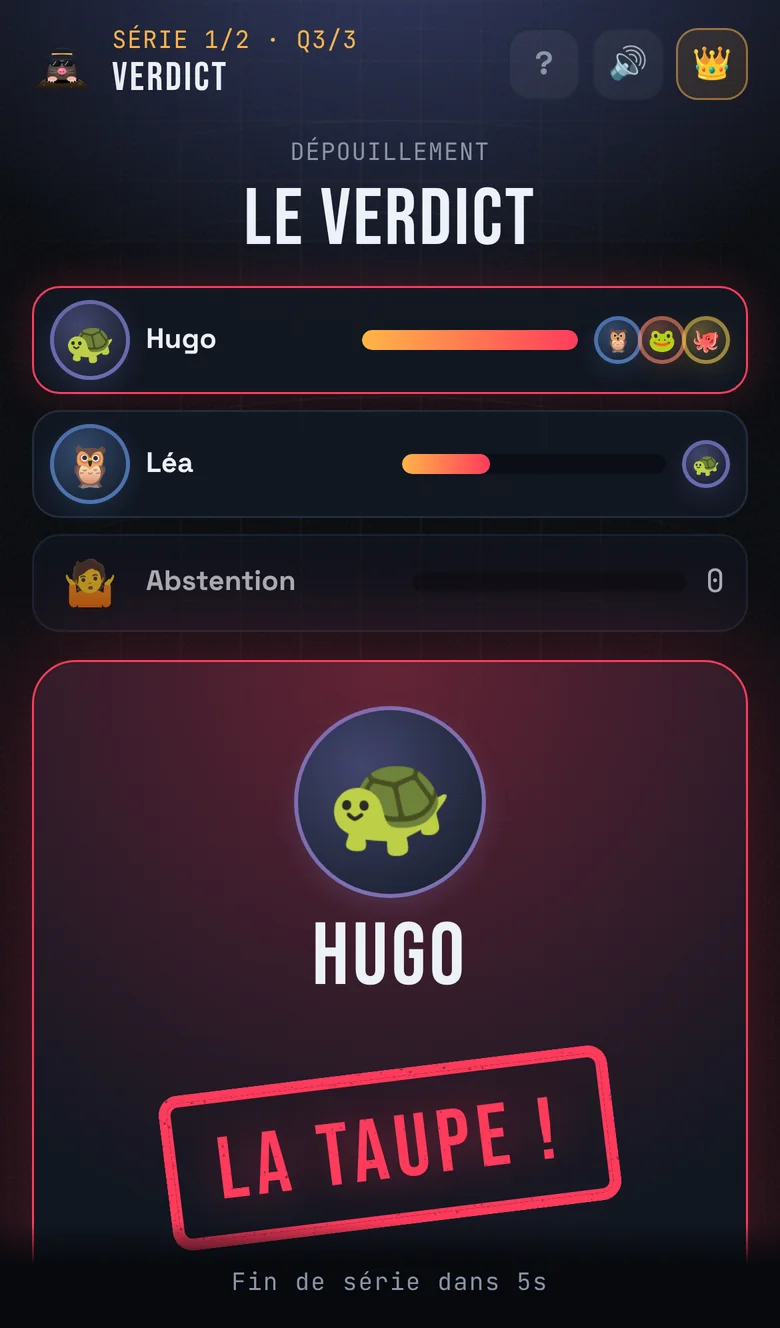 SÉRIE 1/2 · Q3/3
VERDICT
?
DÉPOUILLEMENT
LE VERDICT
Hugo
Léa
Abstention
0
HUGO
LA TAUPE !
Fin de série dans 5s